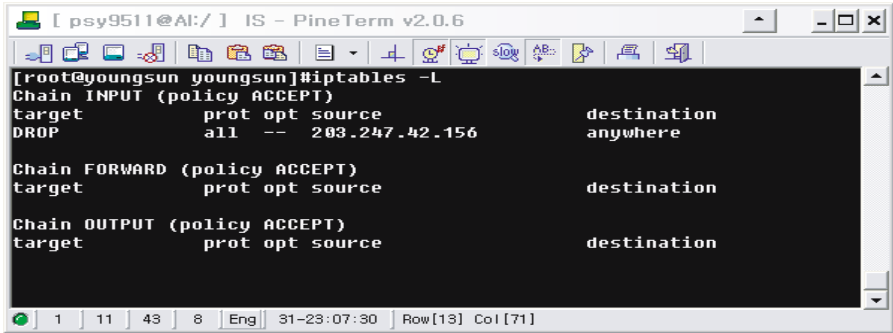 [ psy9511@AI:/ ] IS - PineTerm v2.0.6
slow AB
[root@youngsun youngsun]#iptables -L
Chain INPUT (policy ACCEPT)
target prot opt source destination
DROP all -- 203.247.42.156 anywhere
Chain FORWARD (policy ACCEPT)
target prot opt source destination
Chain OUTPUT (policy ACCEPT)
target prot opt source destination
1 11 43 8 Eng 31-23:07:30 Row[13] Col[71]